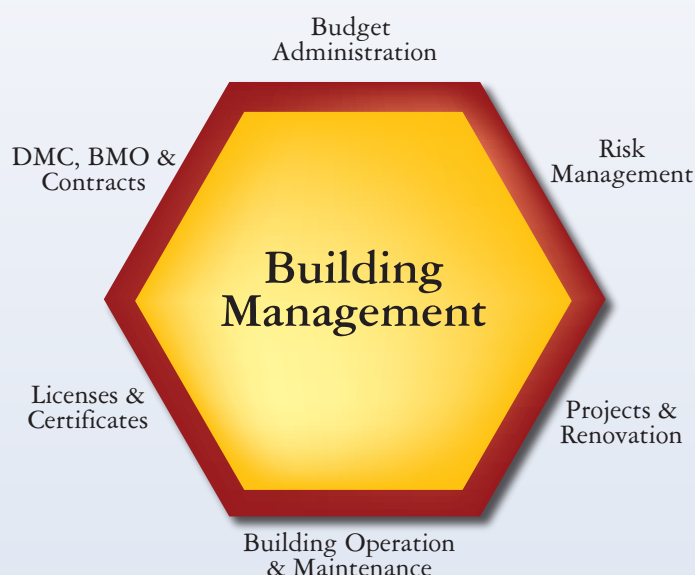 Budget
Administration
DMC, BMO &
Contracts
Risk
Management
Building
Management
Licenses &
Certificates
Projects &
Renovation
Building Operation
& Maintenance